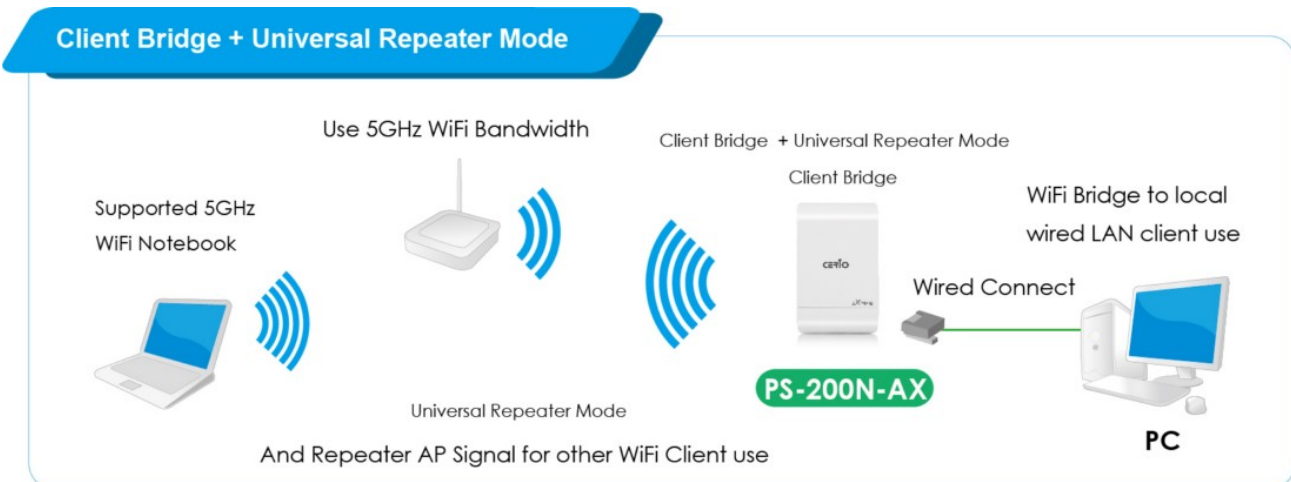 Client Bridge + Universal Repeater Mode
Use 5GHz WiFi Bandwidth
Client Bridge + Universal Repeater Mode
Client Bridge
Supported 5GHz
WiFi Notebook
WiFi Bridge to local
wired LAN client use
CERIO
Wired Connect
PS-200N-AX
Universal Repeater Mode
And Repeater AP Signal for other WiFi Client use
PC